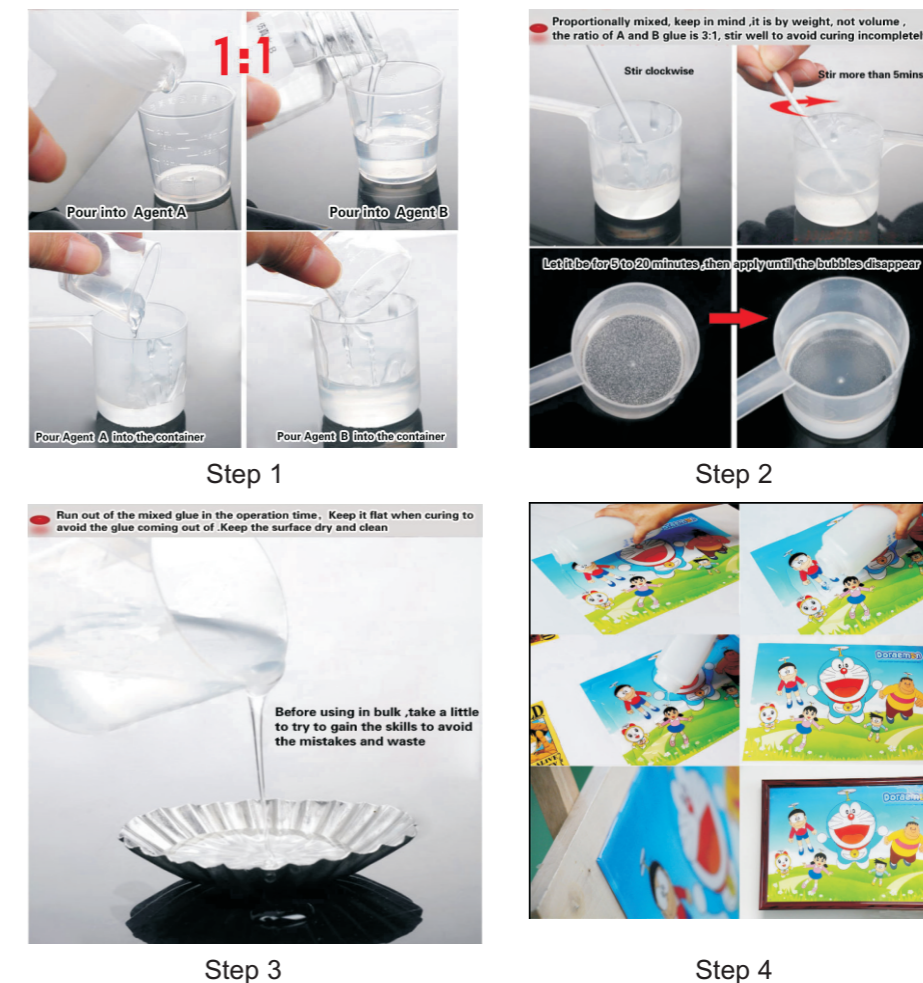 1:1
Pour into Agent A
Pour into Agent B
Pour Agent A into the container
Pour Agent B into the container
Step 1
Proportionally mixed, keep in mind ,it is by weight, not volume ,
the ratio of A and B glue is 3:1, stir well to avoid curing incompletel
Stir clockwise
Stir more than 5mins
Let it be for 5 to 20 minutes ,then apply until the bubbles disappear
Step 2
Run out of the mixed glue in the operation time, Keep it flat when curing to
avoid the glue coming out of .Keep the surface dry and clean
Before using in bulk ,take a little
to try to gain the skills to avoid
the mistakes and waste
Step 3
Doraemon
Doraem
Step 4